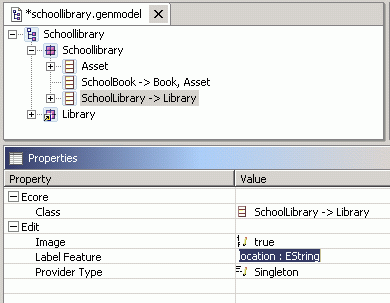 *schoollibrary.genmodel
Schoollibrary
Schoollibrary
Asset
SchoolBook -> Book, Asset
SchoolLibrary -> Library
Library
Properties
Property Value
Ecore
Class SchoolLibrary -> Library
Edit
Image true
Label Feature location : EString
Provider Type Singleton